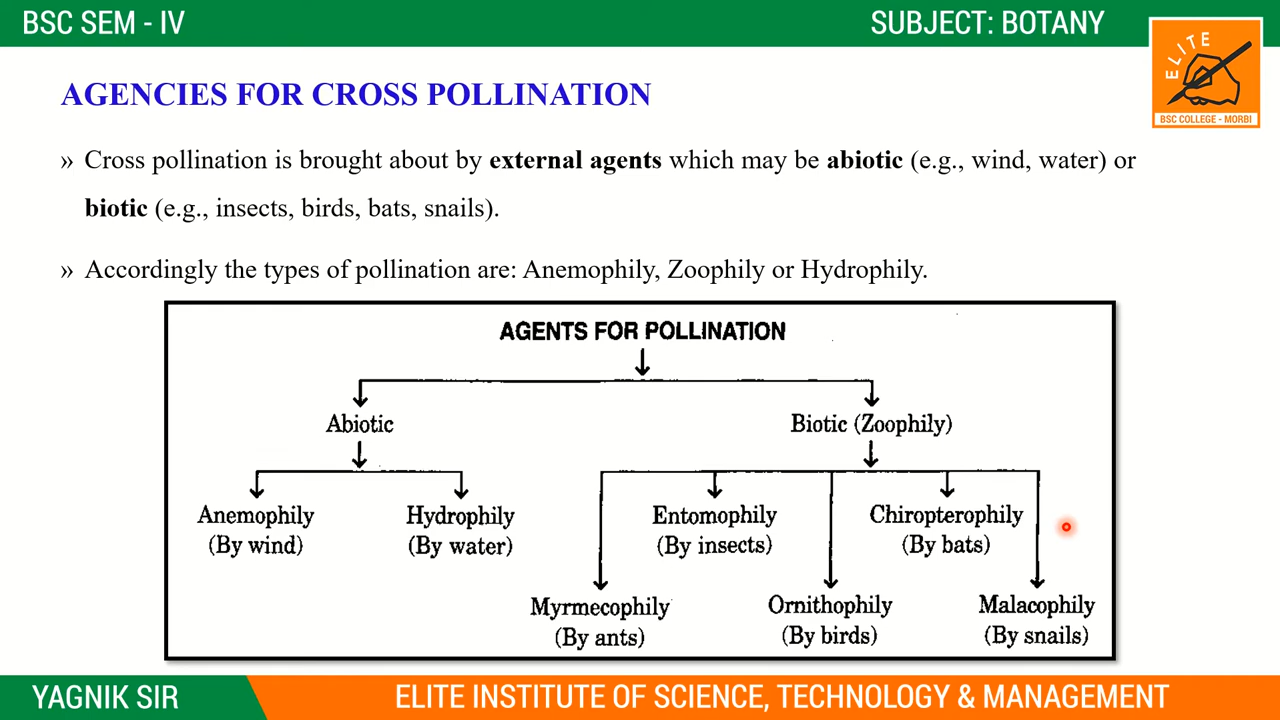 BSC SEM - IV
SUBJECT: BOTANY
ELITE
BSC COLLEGE - MORBI
AGENCIES FOR CROSS POLLINATION
» Cross pollination is brought about by external agents which may be abiotic (e.g., wind, water) or
biotic (e.g., insects, birds, bats, snails).
» Accordingly the types of pollination are: Anemophily, Zoophily or Hydrophily.
AGENTS FOR POLLINATION
Abiotic
Biotic (Zoophily)
Anemophily
(By wind)
Hydrophily
(By water)
Entomophily
(By insects)
Chiropterophily
(By bats)
Myrmecophily
(By ants)
Ornithophily
(By birds)
Malacophily
(By snails)
YAGNIK SIR
ELITE INSTITUTE OF SCIENCE, TECHNOLOGY & MANAGEMENT